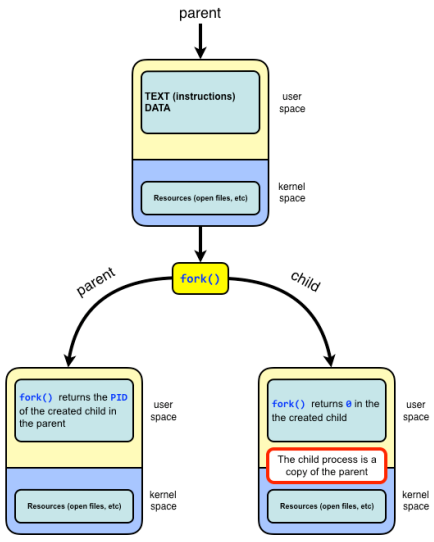 parent
TEXT (instructions)
DATA
user
space
Resources (open files, etc)
kernel
space
fork()
parent
child
fork() returns the PID
of the created child in
the parent
user
space
Resources (open files, etc)
kernel
space
fork() returns 0 in the
the created child
user
space
The child process is a
copy of the parent
Resources (open files, etc)
kernel
space